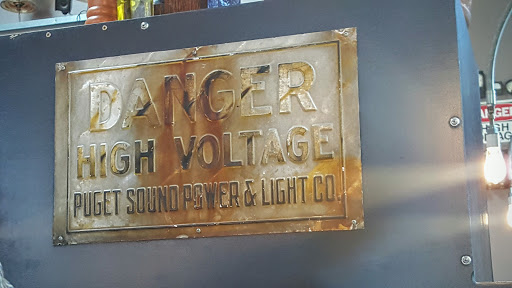 DANGER
HIGH VOLTAGE
PUGET SOUND POWER & LIGHT CO.